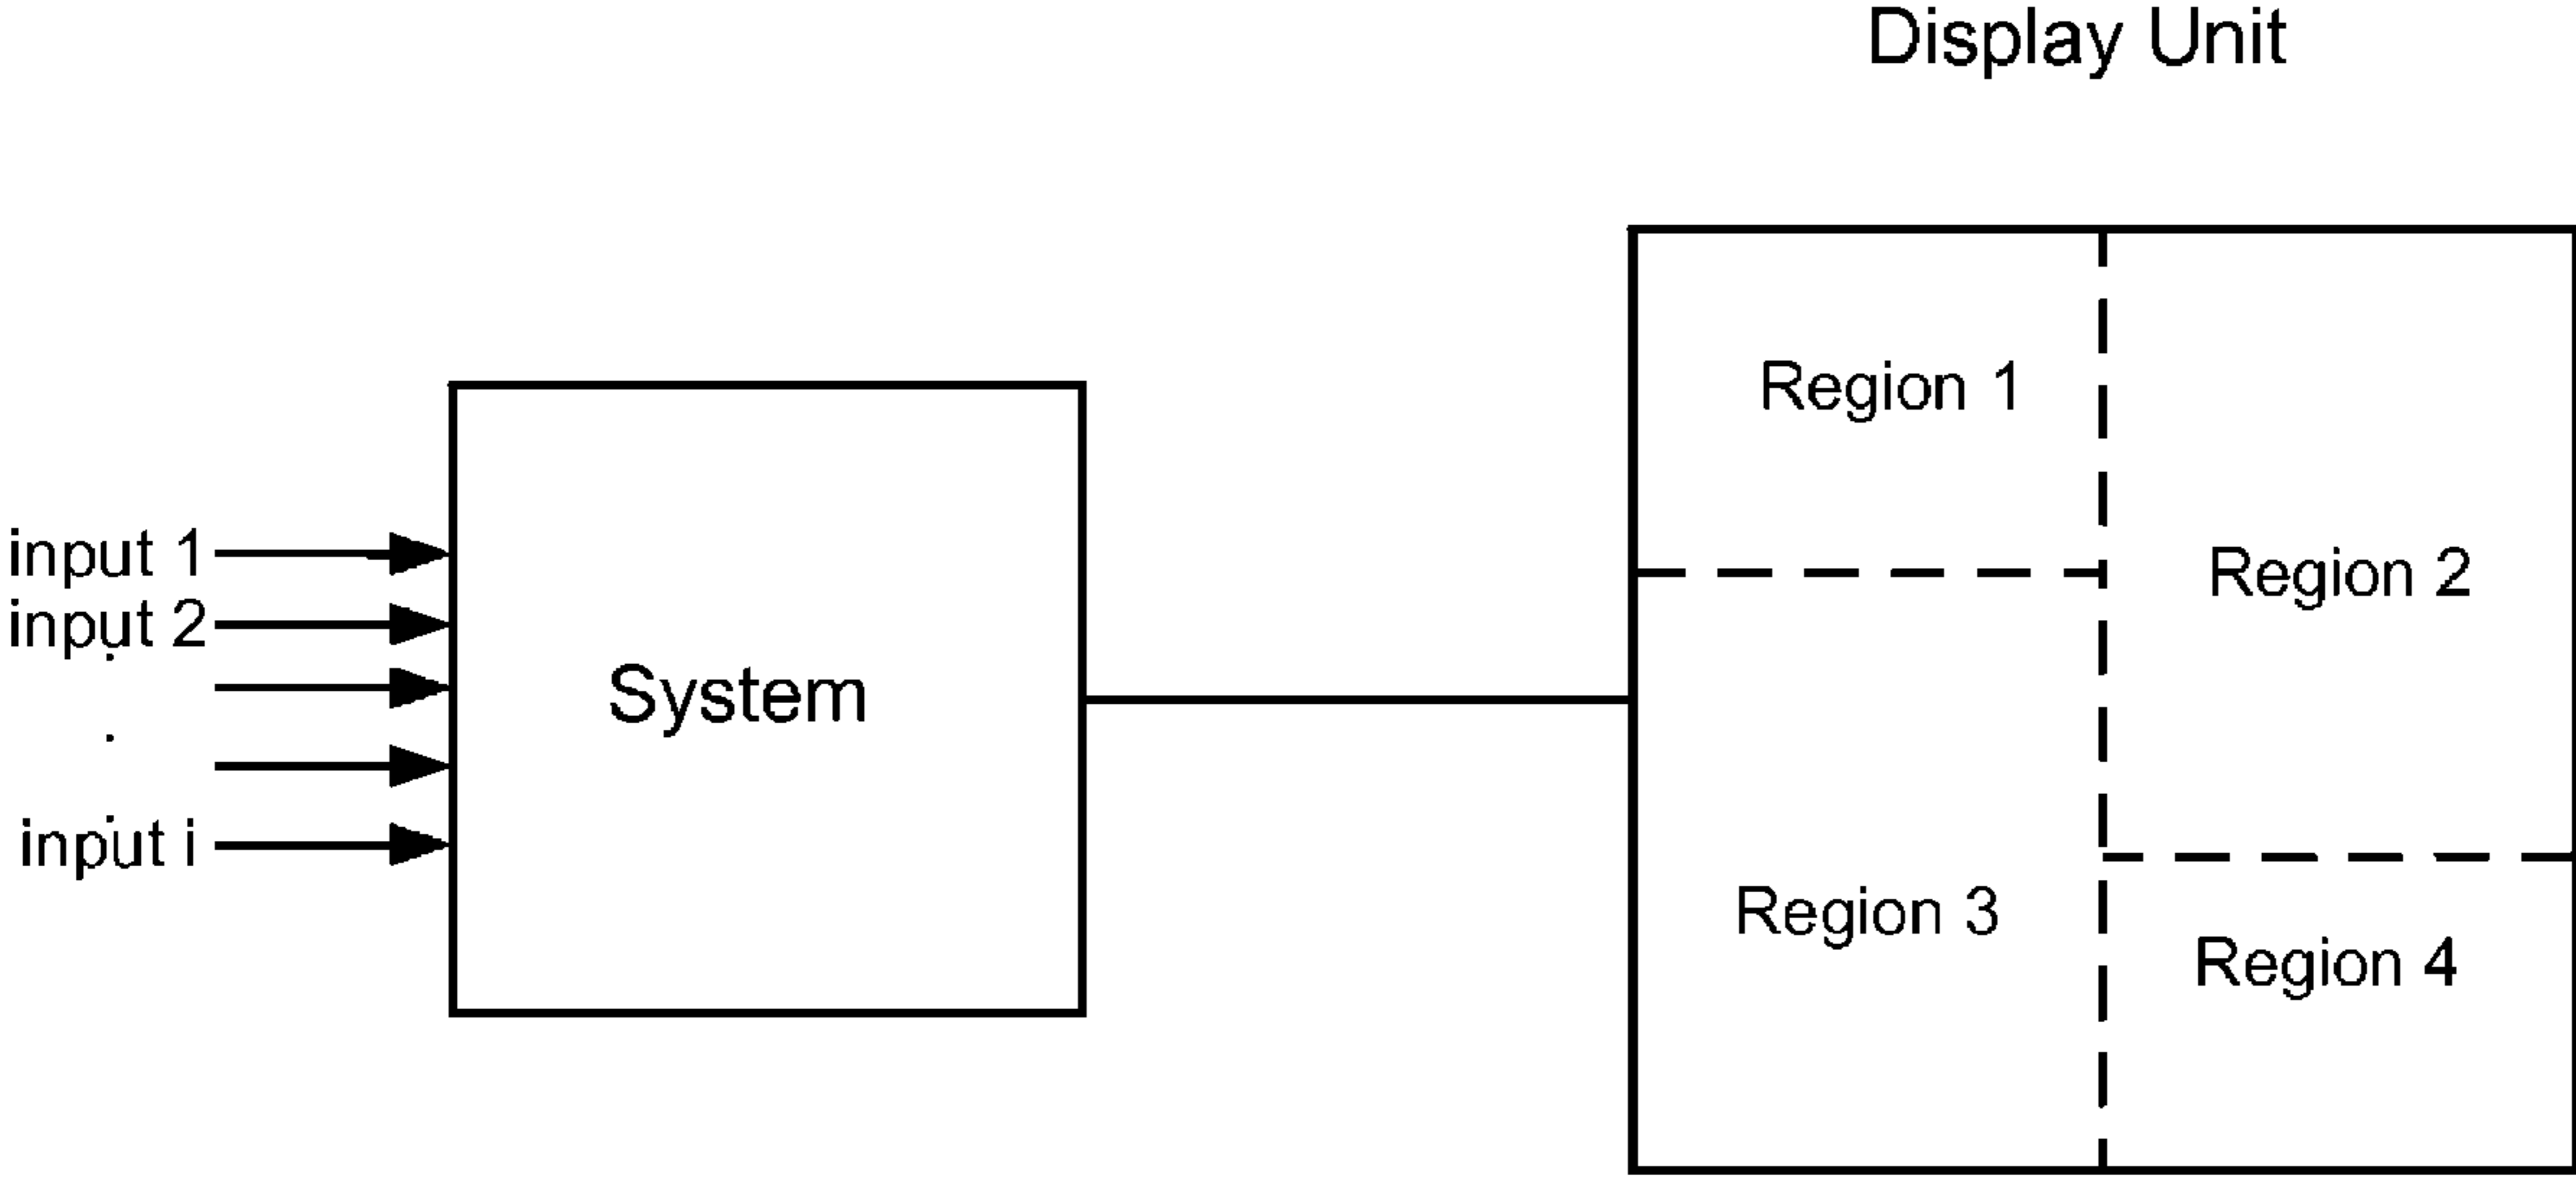 Display Unit
Region 1
input 1
Region 2
input 2
.
System
.
.
input i
Region 3
Region 4